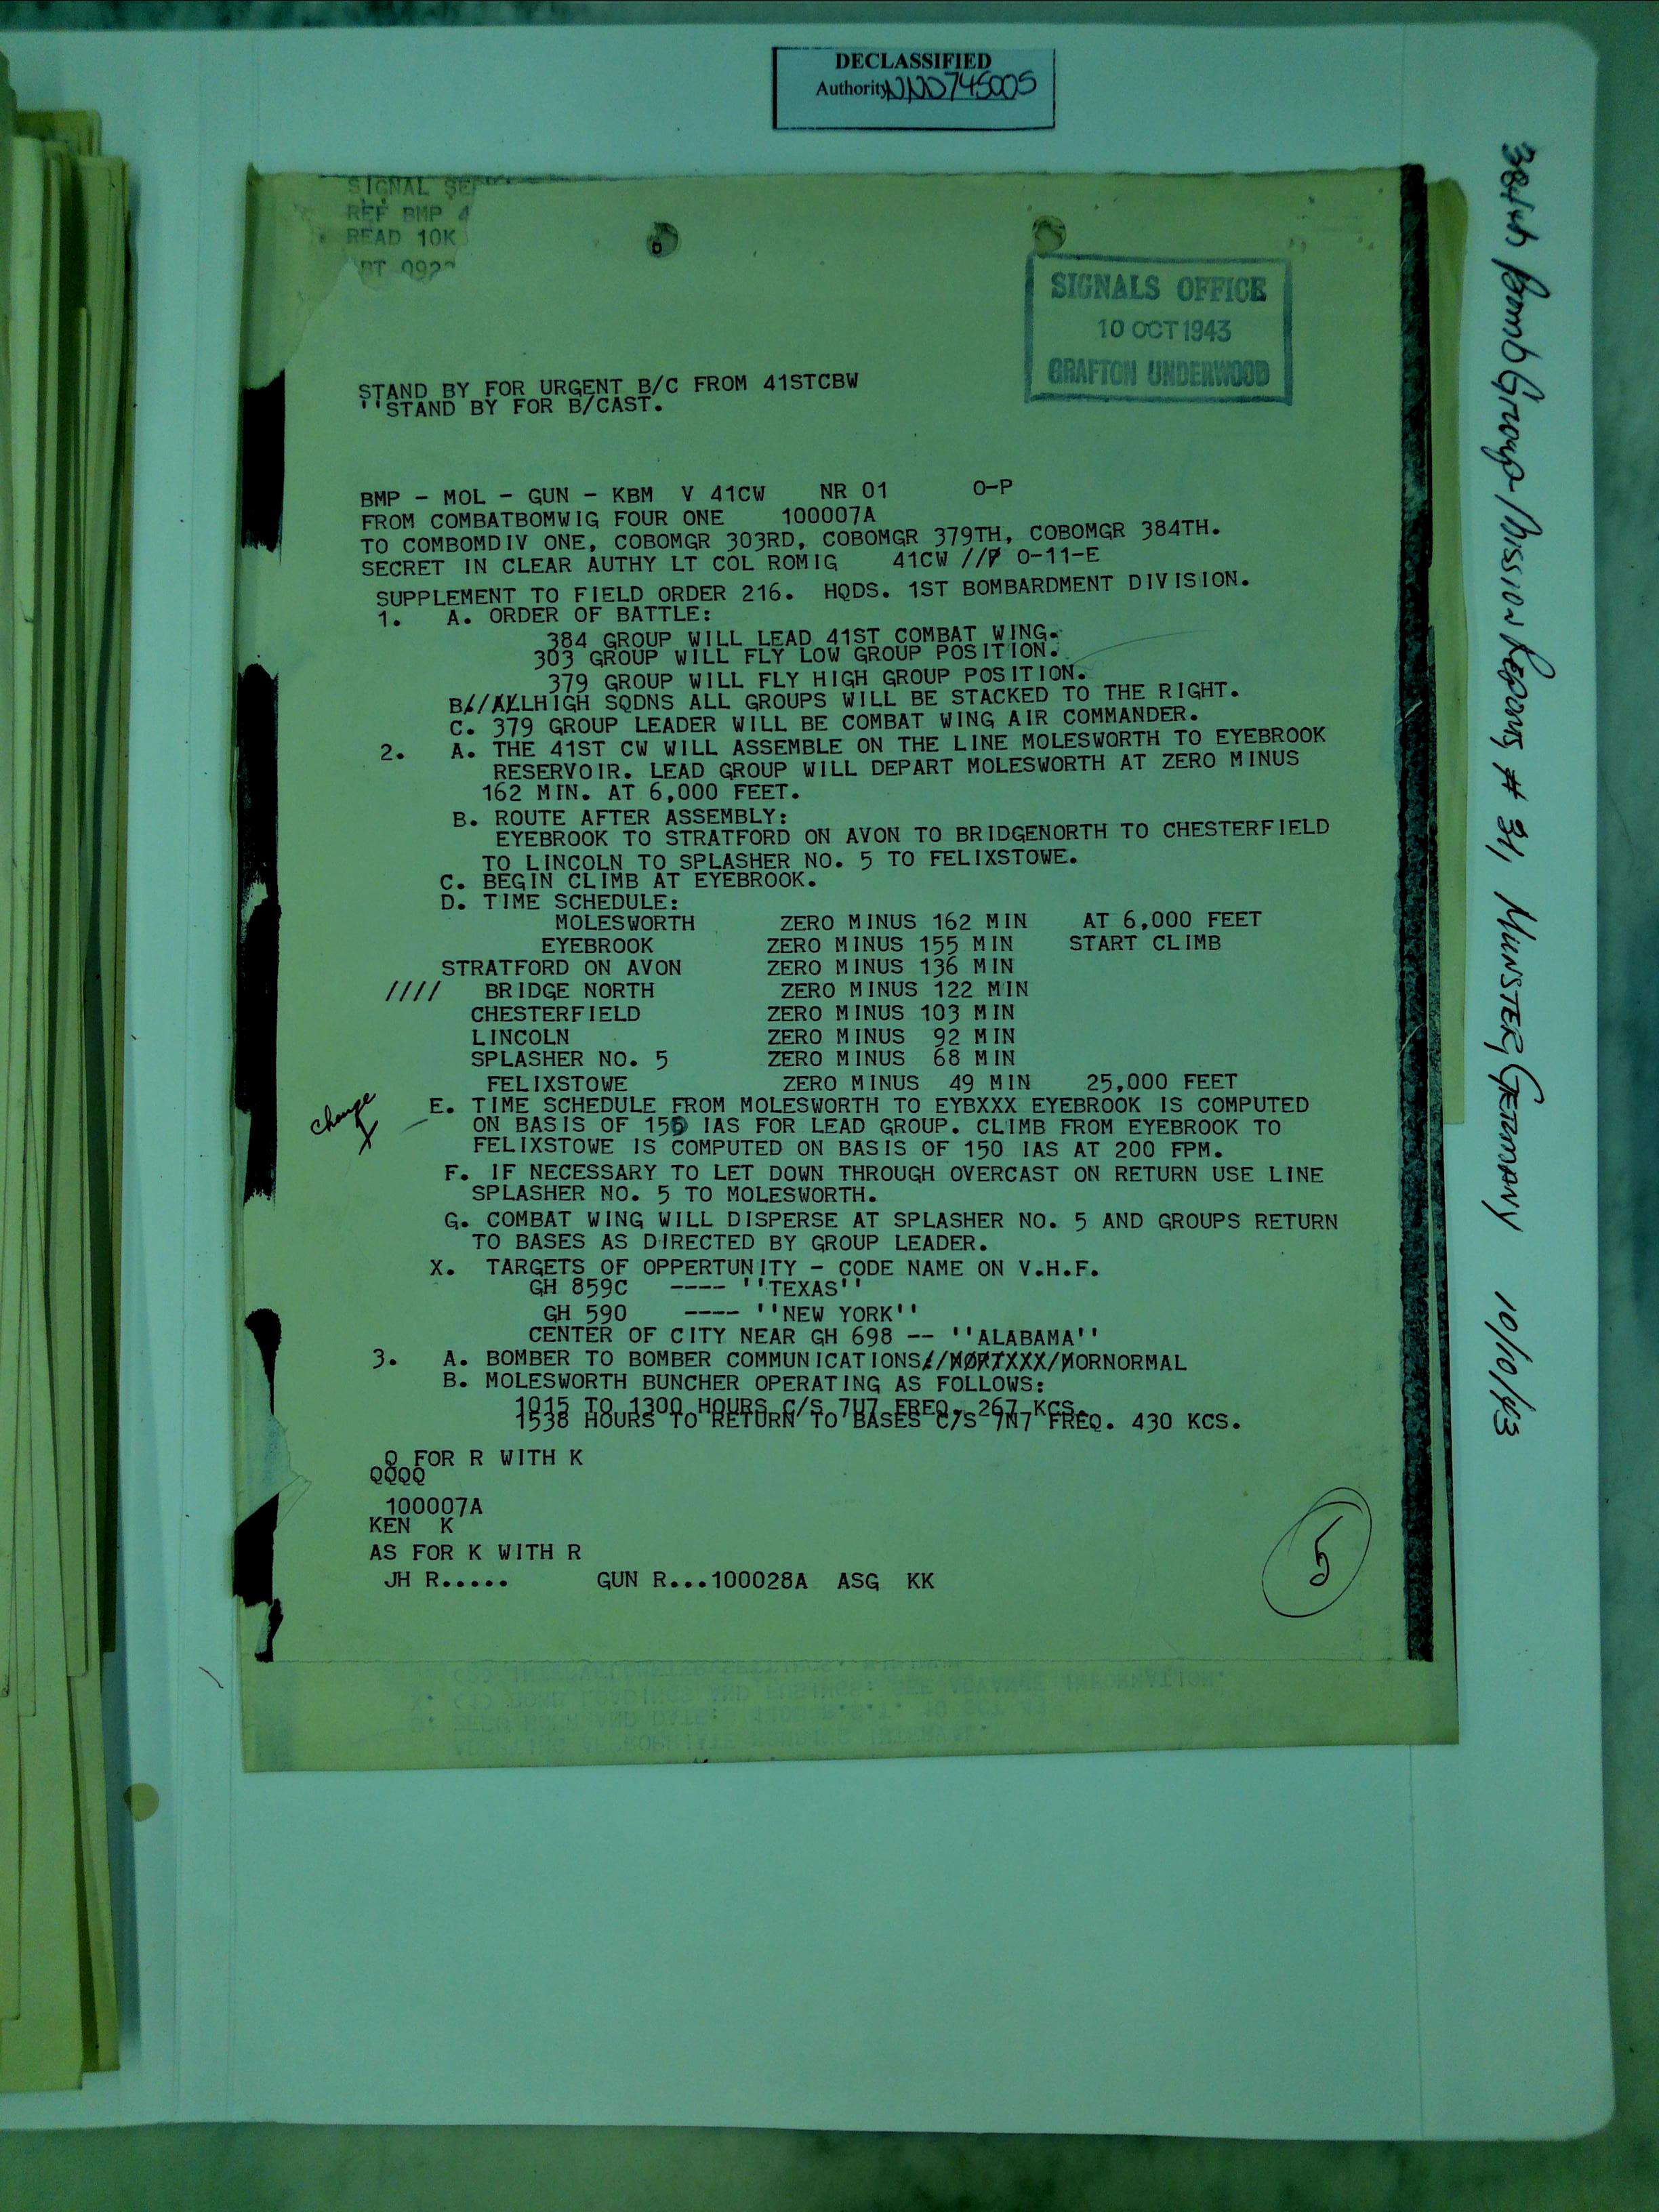 DECLASSIFIED
Authority NND745005
SIGNAL SE
REF BMP 4
READ 10K
SIGNALS OFFICE
10 OCT 1943
GRAFTON UNDERWOOD
STAND BY FOR URGENT B/C FROM 41STCBW
''STAND BY FOR B/CAST.
BMP - MOL - GUN - KBM V 41CW NR 01 O-P
FROM COMBATBOMWIG FOUR ONE 100007A
TO COMBOMDIV ONE, COBOMGR 303RD, COBOMGR 379TH, COBOMGR 384TH.
SECRET IN CLEAR AUTHY LT COL ROMIG 41CW // O-11-E
SUPPLEMENT TO FIELD ORDER 216. HQDS. 1ST BOMBARDMENT DIVISION.
1. A. ORDER OF BATTLE:
384 GROUP WILL LEAD 41ST COMBAT WING.
303 GROUP WILL FLY LOW GROUP POSITION.
379 GROUP WILL FLY HIGH GROUP POSITION.
B//ALLHIGH SQDNS ALL GROUPS WILL BE STACKED TO THE RIGHT.
C. 379 GROUP LEADER WILL BE COMBAT WING AIR COMMANDER.
2. A. THE 41ST CW WILL ASSEMBLE ON THE LINE MOLESWORTH TO EYEBROOK
RESERVOIR. LEAD GROUP WILL DEPART MOLESWORTH AT ZERO MINUS
162 MIN. AT 6,000 FEET.
B. ROUTE AFTER ASSEMBLY:
EYEBROOK TO STRATFORD ON AVON TO BRIDGENORTH TO CHESTERFIELD
TO LINCOLN TO SPLASHER NO. 5 TO FELIXSTOWE.
C. BEGIN CLIMB AT EYEBROOK.
D. TIME SCHEDULE:
MOLESWORTH ZERO MINUS 162 MIN AT 6,000 FEET
EYEBROOK ZERO MINUS 155 MIN START CLIMB
STRATFORD ON AVON ZERO MINUS 136 MIN
//// BRIDGE NORTH ZERO MINUS 122 MIN
CHESTERFIELD ZERO MINUS 103 MIN
LINCOLN ZERO MINUS 92 MIN
SPLASHER NO. 5 ZERO MINUS 68 MIN
FELIXSTOWE ZERO MINUS 49 MIN 25,000 FEET
change X
E. TIME SCHEDULE FROM MOLESWORTH TO EYBXXX EYEBROOK IS COMPUTED
ON BASIS OF 150 IAS FOR LEAD GROUP. CLIMB FROM EYEBROOK TO
FELIXSTOWE IS COMPUTED ON BASIS OF 150 IAS AT 200 FPM.
F. IF NECESSARY TO LET DOWN THROUGH OVERCAST ON RETURN USE LINE
SPLASHER NO. 5 TO MOLESWORTH.
G. COMBAT WING WILL DISPERSE AT SPLASHER NO. 5 AND GROUPS RETURN
TO BASES AS DIRECTED BY GROUP LEADER.
X. TARGETS OF OPPERTUNITY - CODE NAME ON V.H.F.
GH 859C ---- ''TEXAS''
GH 590 ---- ''NEW YORK''
CENTER OF CITY NEAR GH 698 -- ''ALABAMA''
3. A. BOMBER TO BOMBER COMMUNICATIONS//NORTXXX/NORNORMAL
B. MOLESWORTH BUNCHER OPERATING AS FOLLOWS:
1015 TO 1300 HOURS C/S 7U7 FREQ. 267 KCS.
1538 HOURS TO RETURN TO BASES C/S 7N7 FREQ. 430 KCS.
Q FOR R WITH K
QQQQ
100007A
KEN K
AS FOR K WITH R
JH R..... GUN R...100028A ASG KK
5
384th Bomb Group Mission Reports, # 31, MUNSTER, GERMANY 10/10/43